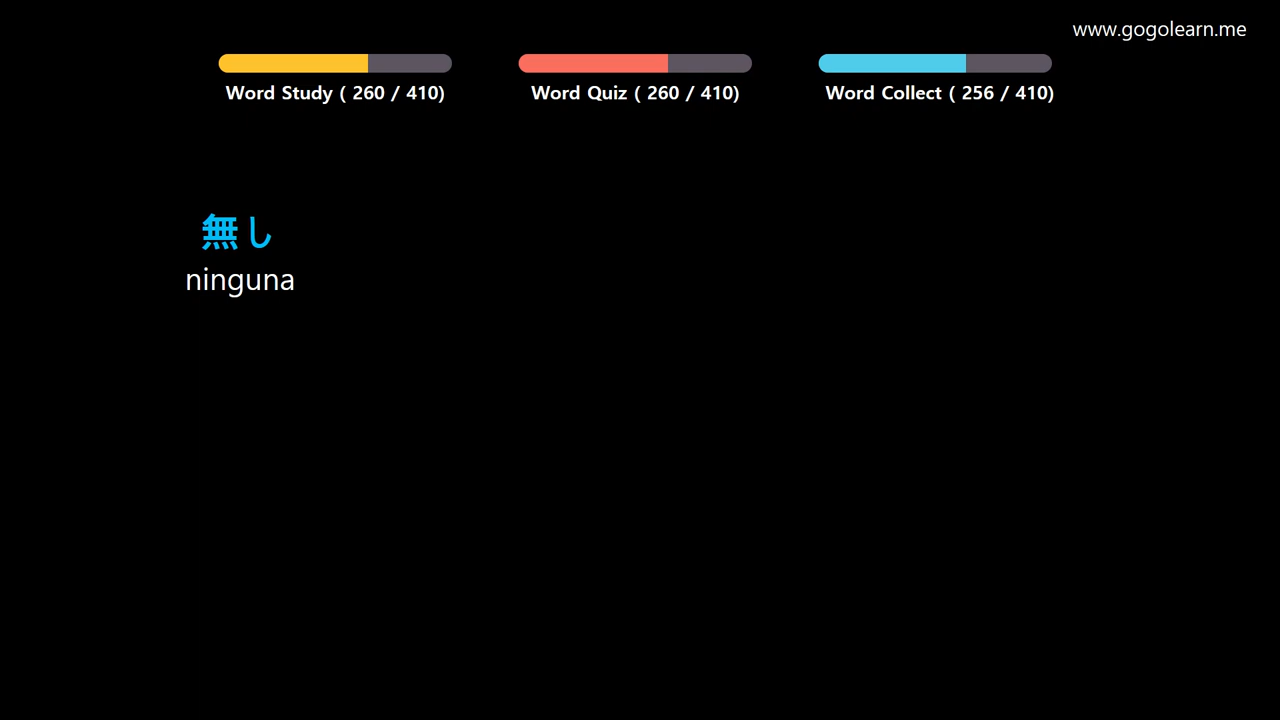 www.gogolearn.me
Word Study ( 260 / 410)
Word Quiz ( 260 / 410)
Word Collect ( 256 / 410)
無し
ninguna